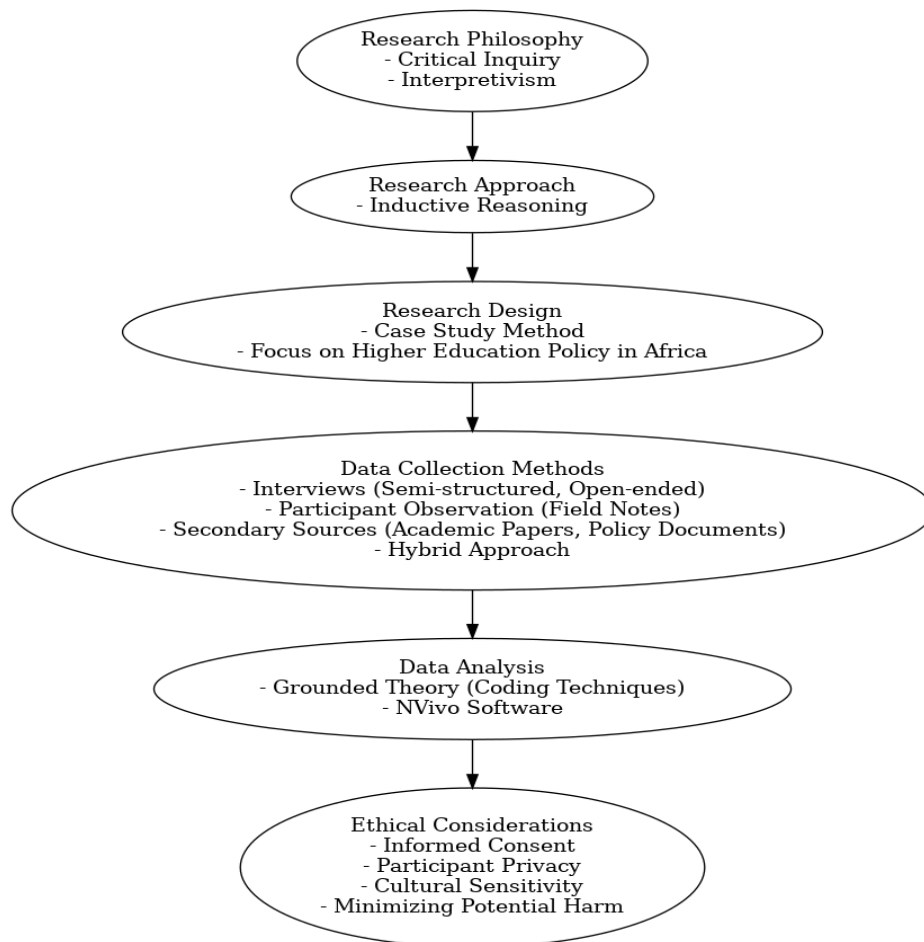 Research Philosophy
- Critical Inquiry
- Interpretivism
Research Approach
- Inductive Reasoning
Research Design
- Case Study Method
- Focus on Higher Education Policy in Africa
Data Collection Methods
- Interviews (Semi-structured, Open-ended)
- Participant Observation (Field Notes)
- Secondary Sources (Academic Papers, Policy Documents)
- Hybrid Approach
Data Analysis
- Grounded Theory (Coding Techniques)
- NVivo Software
Ethical Considerations
- Informed Consent
- Participant Privacy
- Cultural Sensitivity
- Minimizing Potential Harm